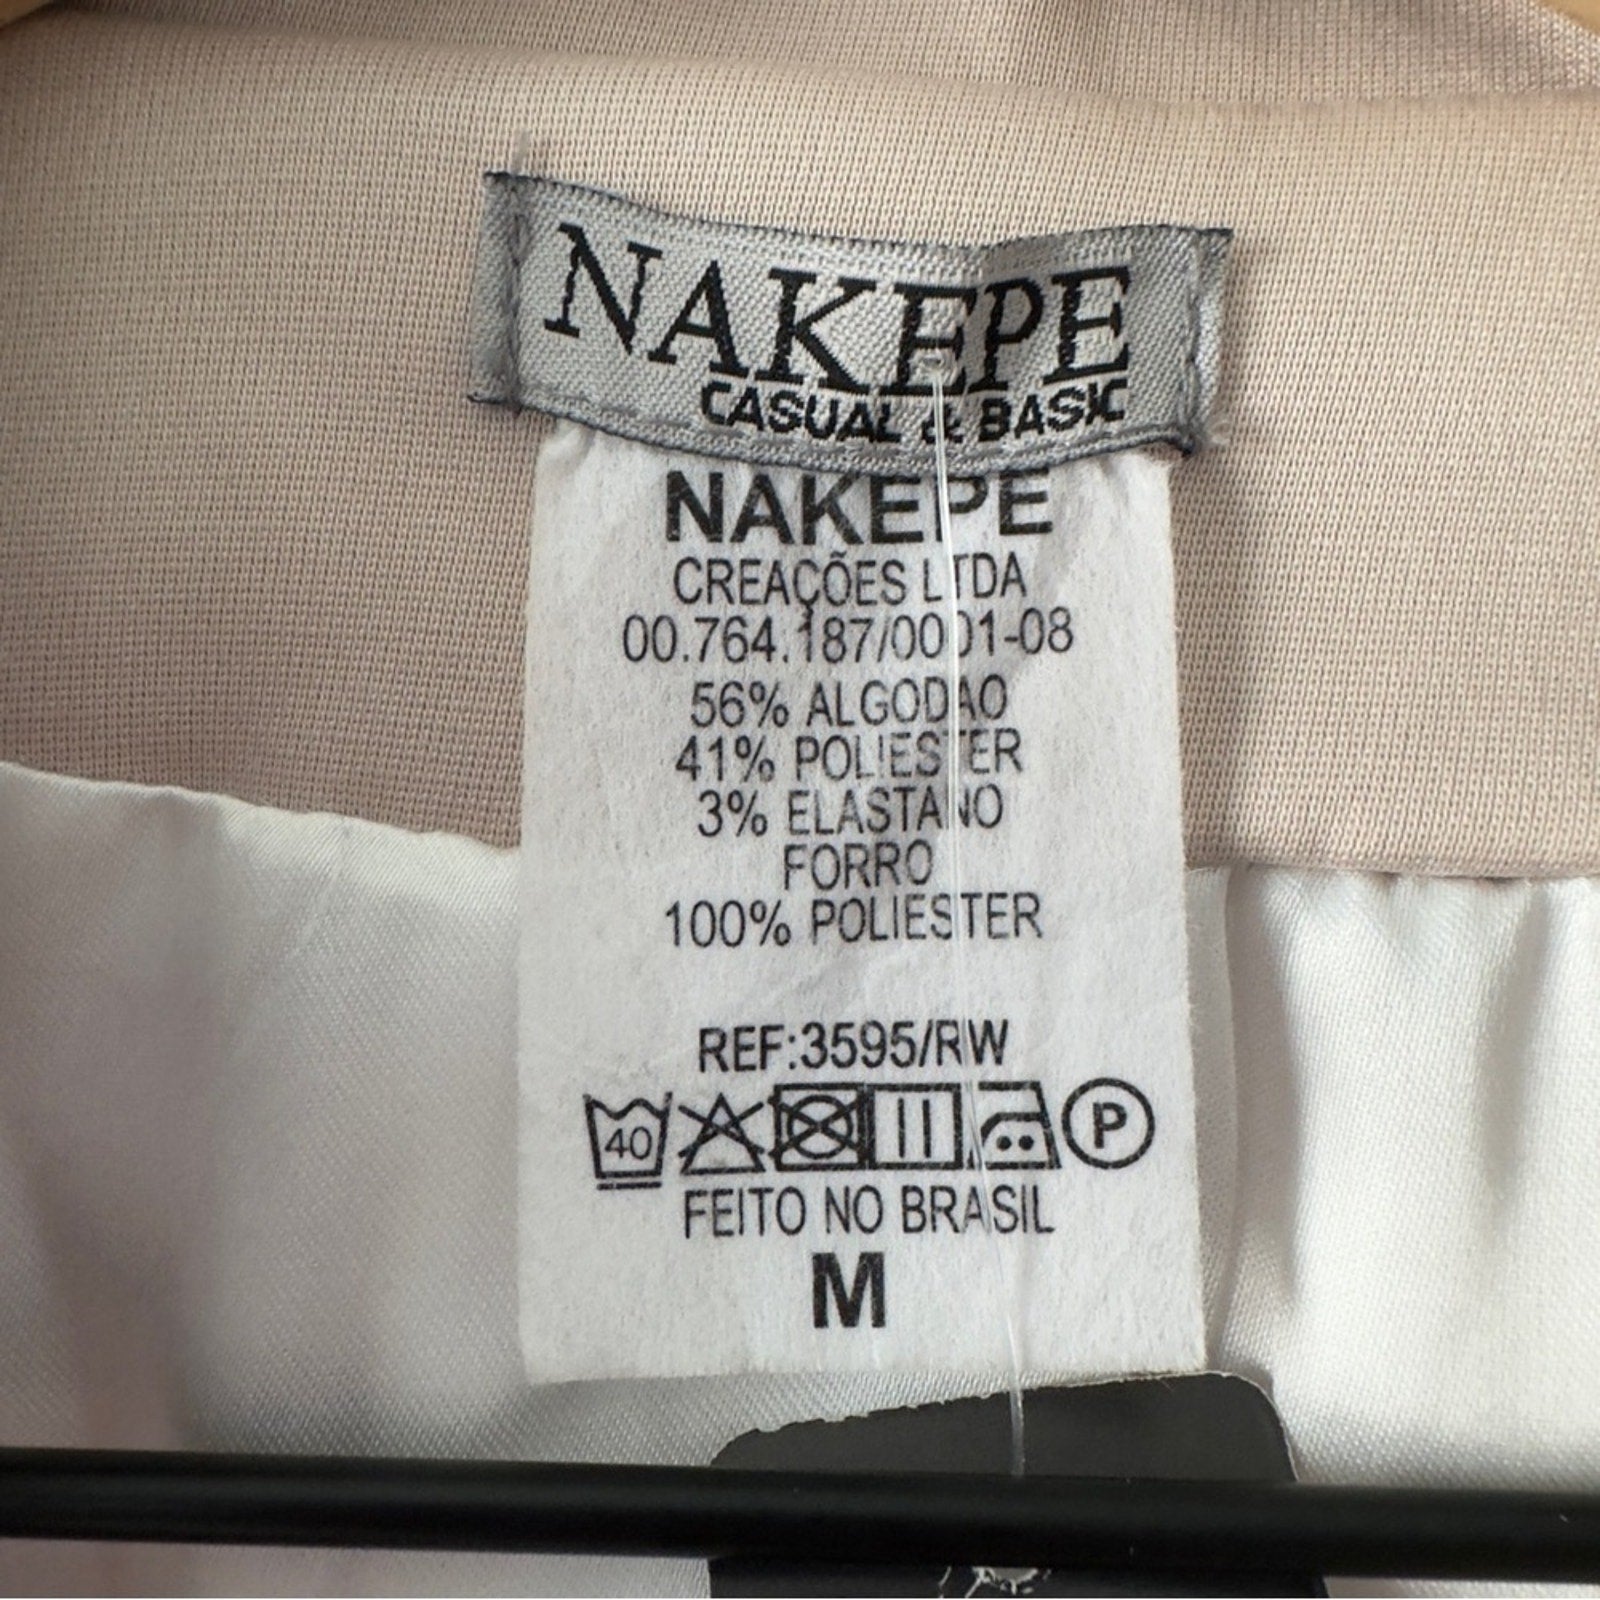 NAKEPE
CASUAL & BASIC
NAKEPE
CREAÇÕES LTDA
00.764.187/0001-08
56% ALGODAO
41% POLIESTER
3% ELASTANO
FORRO
100% POLIESTER
REF:3595/RW
40 P
FEITO NO BRASIL
M